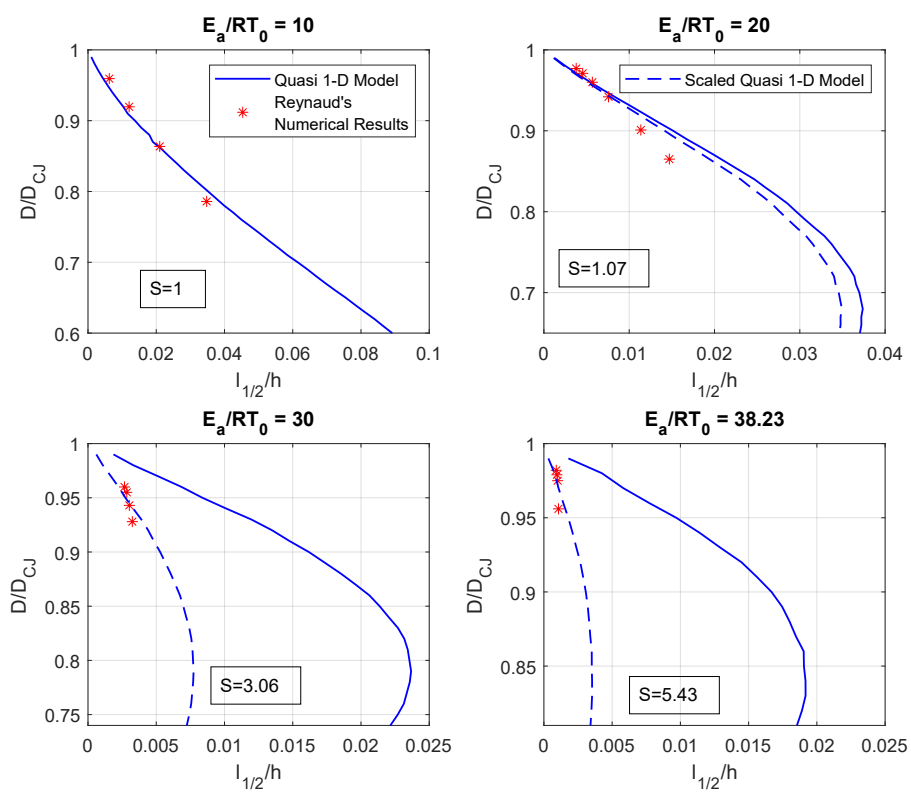 E_a/RT_0 = 10
1
0.9
0.8
0.7
0.6
D/D_CJ
0 0.02 0.04 0.06 0.08 0.1
l_1/2/h
Quasi 1-D Model
Reynaud's
Numerical Results
S=1
E_a/RT_0 = 20
1
0.9
0.8
0.7
D/D_CJ
0 0.01 0.02 0.03 0.04
l_1/2/h
Scaled Quasi 1-D Model
S=1.07
E_a/RT_0 = 30
1
0.95
0.9
0.85
0.8
0.75
D/D_CJ
0 0.005 0.01 0.015 0.02 0.025
l_1/2/h
S=3.06
E_a/RT_0 = 38.23
1
0.95
0.9
0.85
D/D_CJ
0 0.005 0.01 0.015 0.02 0.025
l_1/2/h
S=5.43